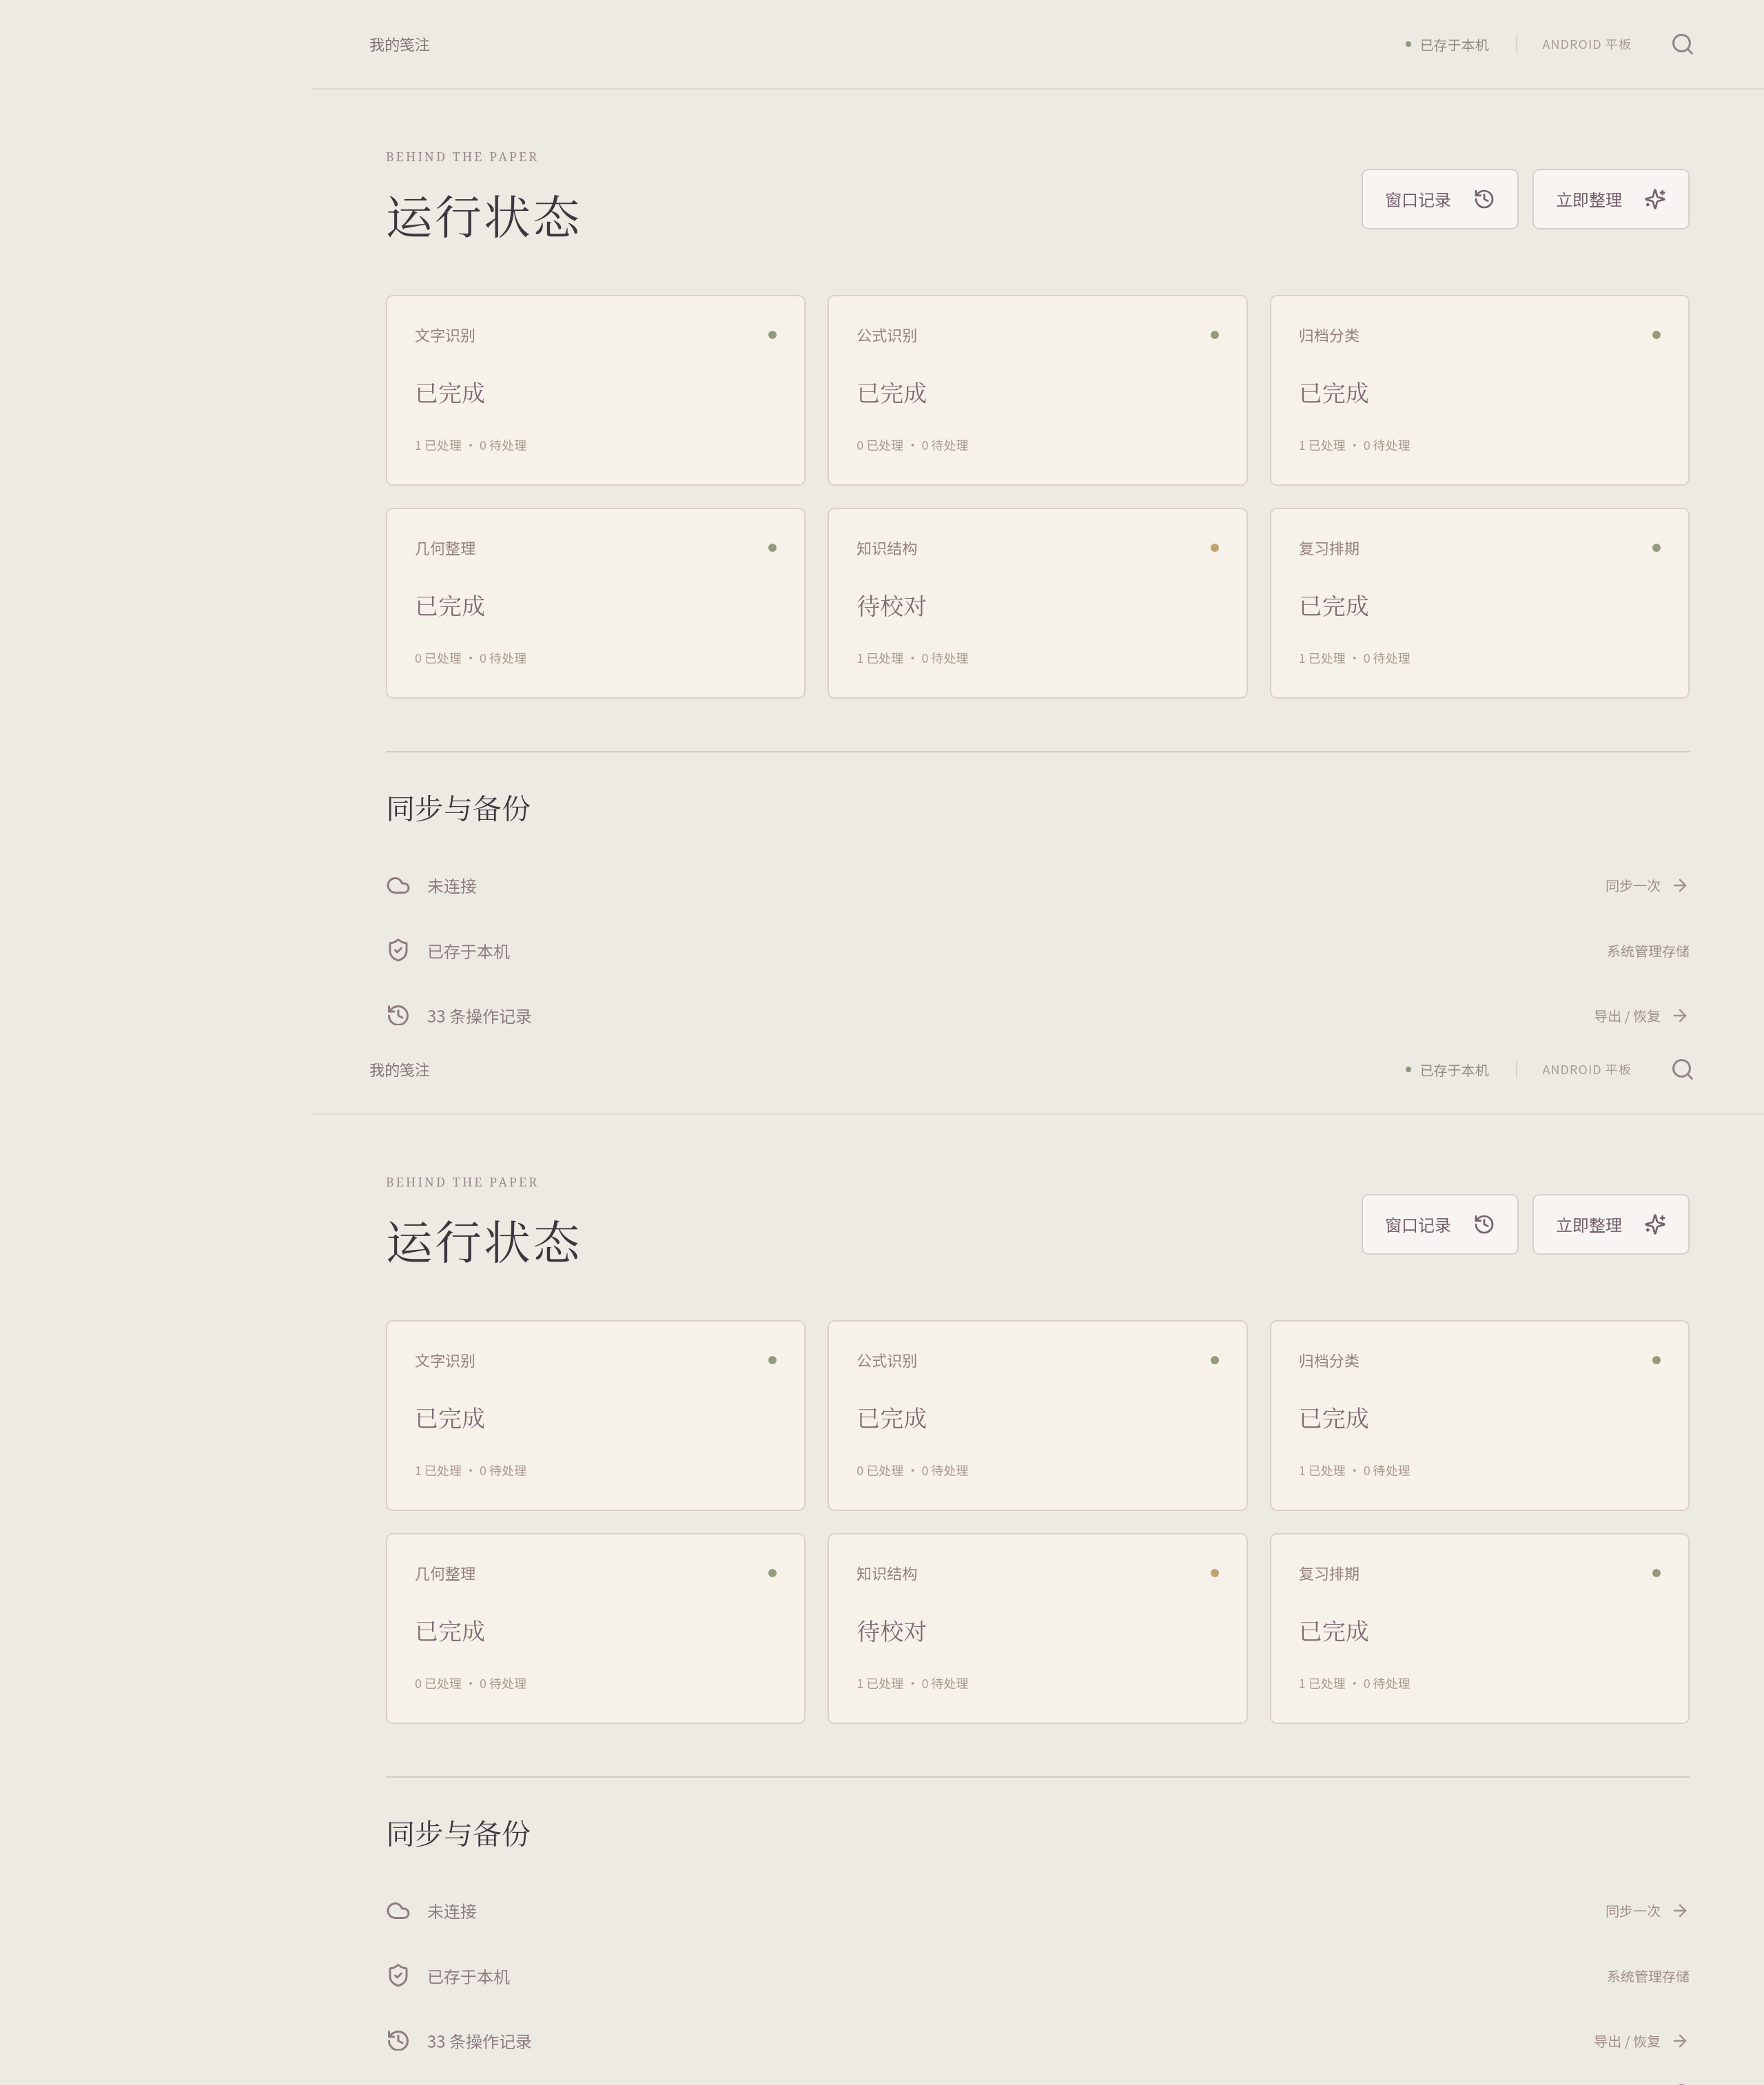 我的笺注
已存于本机 ANDROID 平板
BEHIND THE PAPER
运行状态
窗口记录 立即整理
文字识别 公式识别 归档分类
已完成 已完成 已完成
1 已处理 · 0 待处理 0 已处理 · 0 待处理 1 已处理 · 0 待处理
几何整理 知识结构 复习排期
已完成 待校对 已完成
0 已处理 · 0 待处理 1 已处理 · 0 待处理 1 已处理 · 0 待处理
同步与备份
未连接 同步一次
已存于本机 系统管理存储
33 条操作记录 导出 / 恢复
我的笺注
已存于本机 ANDROID 平板
BEHIND THE PAPER
运行状态
窗口记录 立即整理
文字识别 公式识别 归档分类
已完成 已完成 已完成
1 已处理 · 0 待处理 0 已处理 · 0 待处理 1 已处理 · 0 待处理
几何整理 知识结构 复习排期
已完成 待校对 已完成
0 已处理 · 0 待处理 1 已处理 · 0 待处理 1 已处理 · 0 待处理
同步与备份
未连接 同步一次
已存于本机 系统管理存储
33 条操作记录 导出 / 恢复